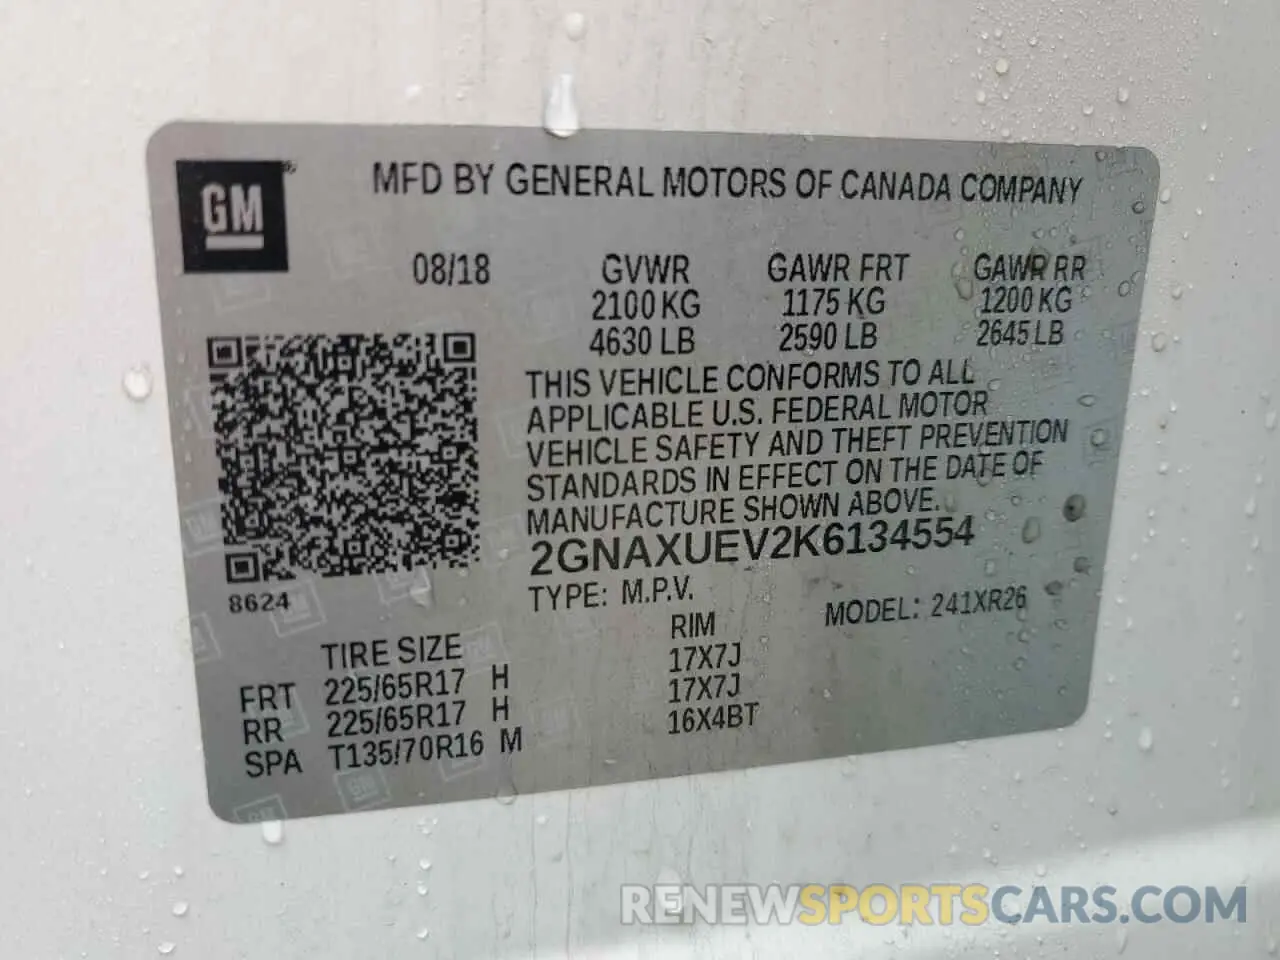 GM
MFD BY GENERAL MOTORS OF CANADA COMPANY
08/18 GVWR GAWR FRT GAWR RR
2100 KG 1175 KG 1200 KG
4630 LB 2590 LB 2645 LB
THIS VEHICLE CONFORMS TO ALL
APPLICABLE U.S. FEDERAL MOTOR
VEHICLE SAFETY AND THEFT PREVENTION
STANDARDS IN EFFECT ON THE DATE OF
MANUFACTURE SHOWN ABOVE.
2GNAXUEV2K6134554
8624
TYPE: M.P.V. MODEL: 241XR26
TIRE SIZE RIM
FRT 225/65R17 H 17X7J
RR 225/65R17 H 17X7J
SPA T135/70R16 M 16X4BT
RENEWSPORTSCARS.COM